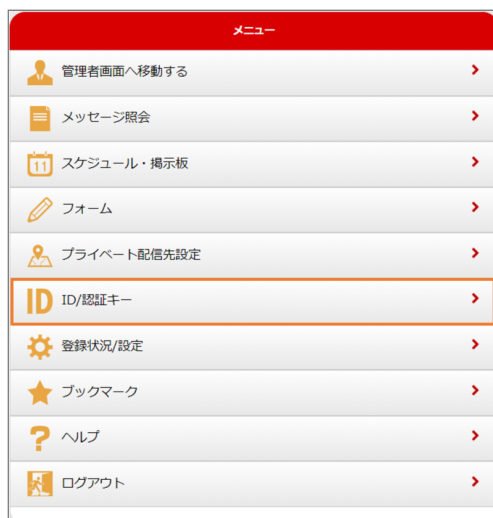 メニュー
管理者画面へ移動する
メッセージ照会
11 スケジュール・掲示板
フォーム
プライベート配信先設定
ID ID/認証キー
登録状況/設定
ブックマーク
? ヘルプ
ログアウト